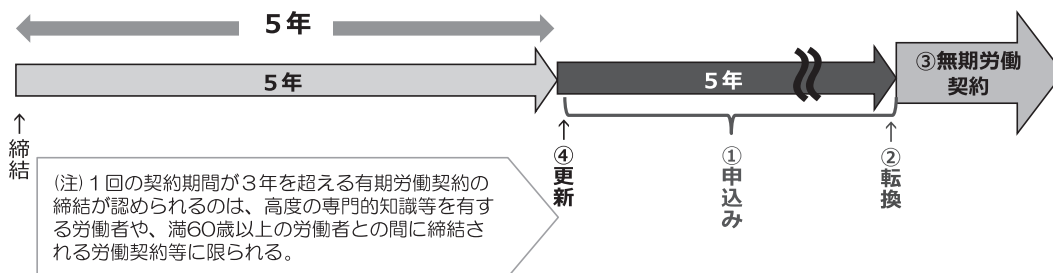 5年
5年
5年
③無期労働
契約
↑
締結
↑
④更新
①申込み
↑
②転換
(注)1回の契約期間が3年を超える有期労働契約の
締結が認められるのは、高度の専門的知識等を有す
る労働者や、満60歳以上の労働者との間に締結さ
れる労働契約等に限られる。